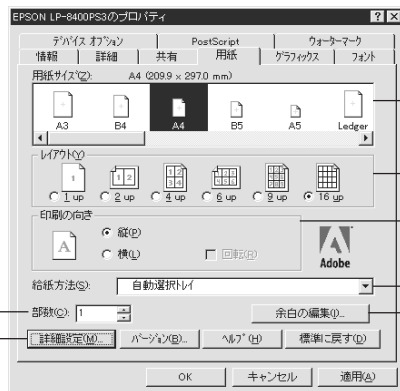 EPSON LP-8400PS3のプロパティ
デバイス オプション PostScript ウォーターマーク
情報 詳細 共有 用紙 グラフィックス フォント
用紙サイズ(Z): A4 (209.9 × 297.0 mm)
A3 B4 A4 B5 A5 Ledger
レイアウト(Y)
1 up 2 up 4 up 6 up 9 up 16 up
印刷の向き
縦(P)
横(L) 回転(R)
Adobe
給紙方法(S): 自動選択トレイ
部数(C): 1 余白の編集(I)...
詳細設定(M)... バージョン(B)... ヘルプ(H) 標準に戻す(D)
OK キャンセル 適用(A)